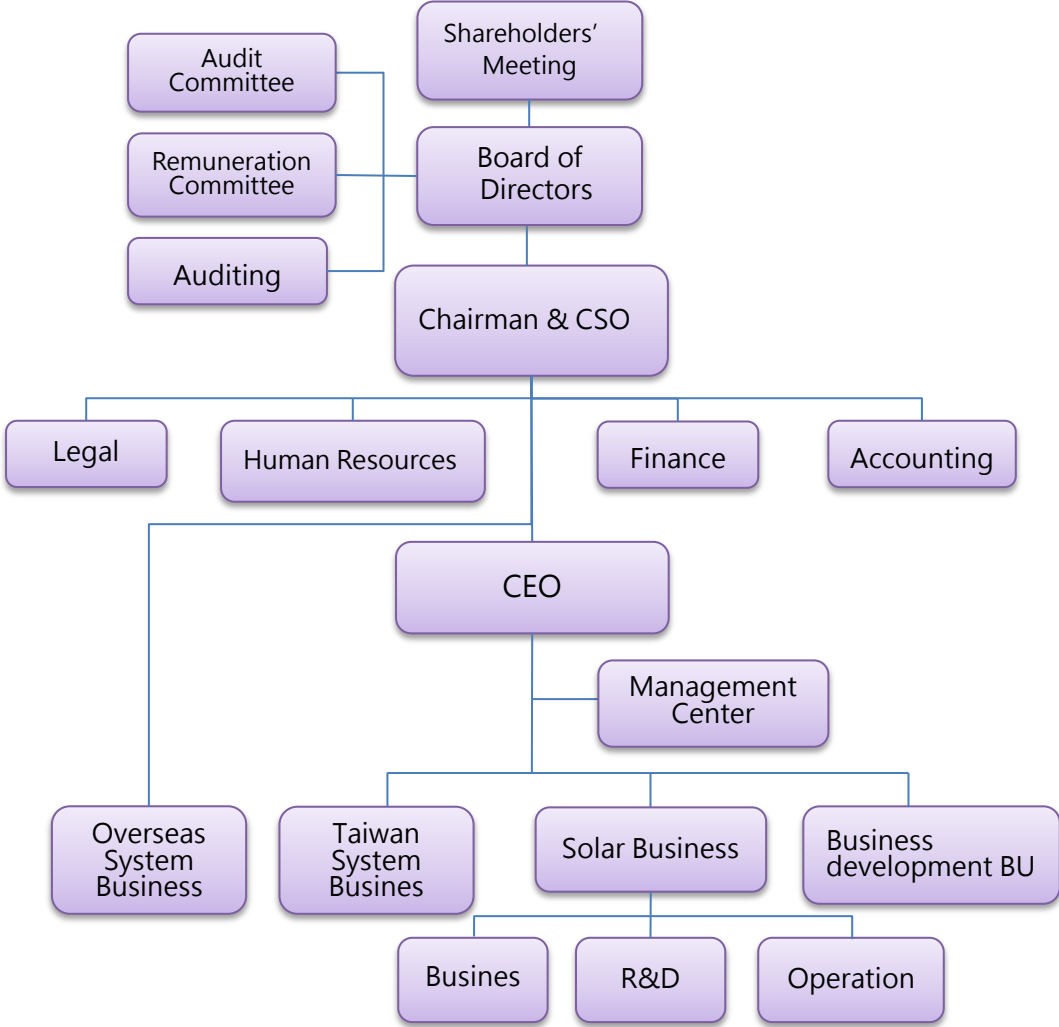 Shareholders’
Meeting
Audit
Committee
Board of
Directors
Remuneration
Committee
Auditing
Chairman & CSO
Legal
Human Resources
Finance
Accounting
CEO
Management
Center
Overseas
System
Business
Taiwan
System
Busines
Solar Business
Business
development BU
Busines
R&D
Operation